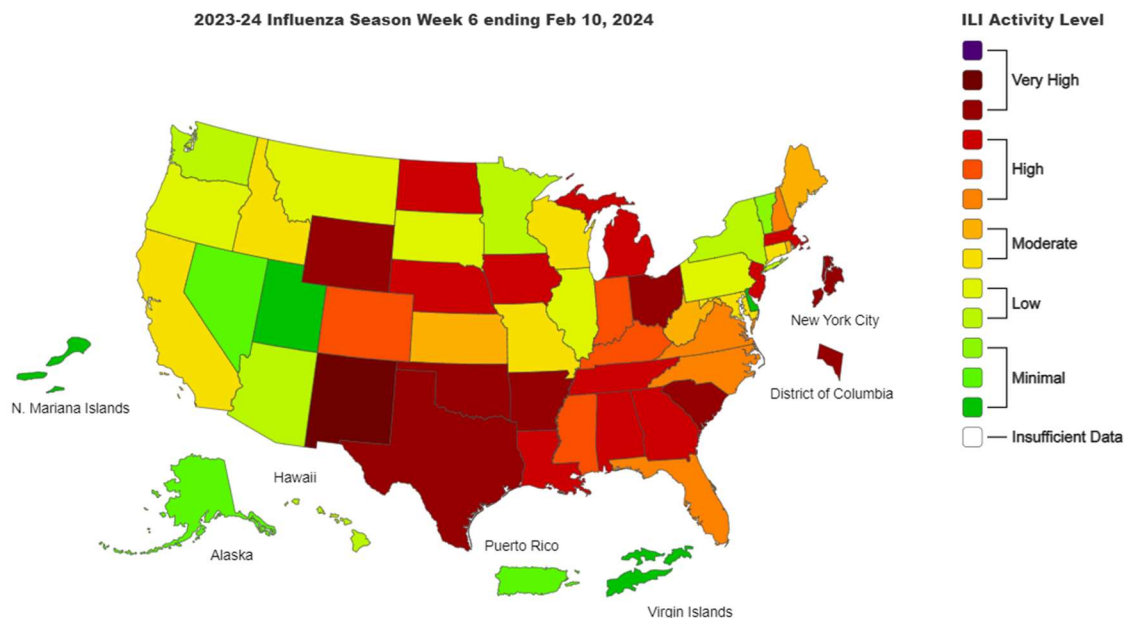 2023-24 Influenza Season Week 6 ending Feb 10, 2024
ILI Activity Level
Very High
High
Moderate
Low
Minimal
Insufficient Data
New York City
District of Columbia
N. Mariana Islands
Hawaii
Alaska
Puerto Rico
Virgin Islands